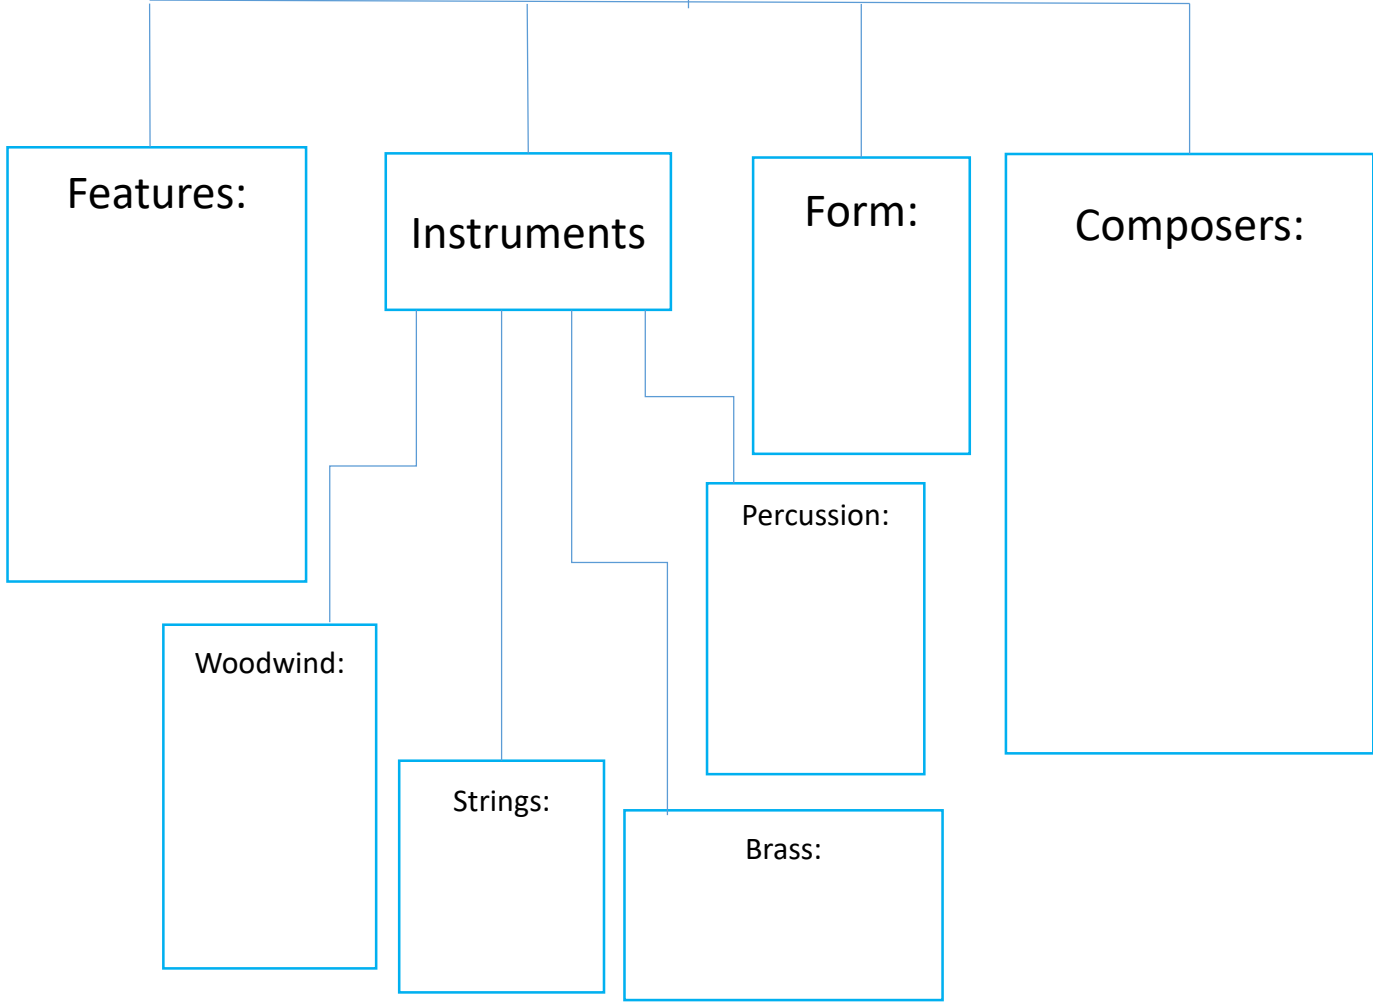 Features:
Instruments
Form:
Composers:
Percussion:
Woodwind:
Strings:
Brass: